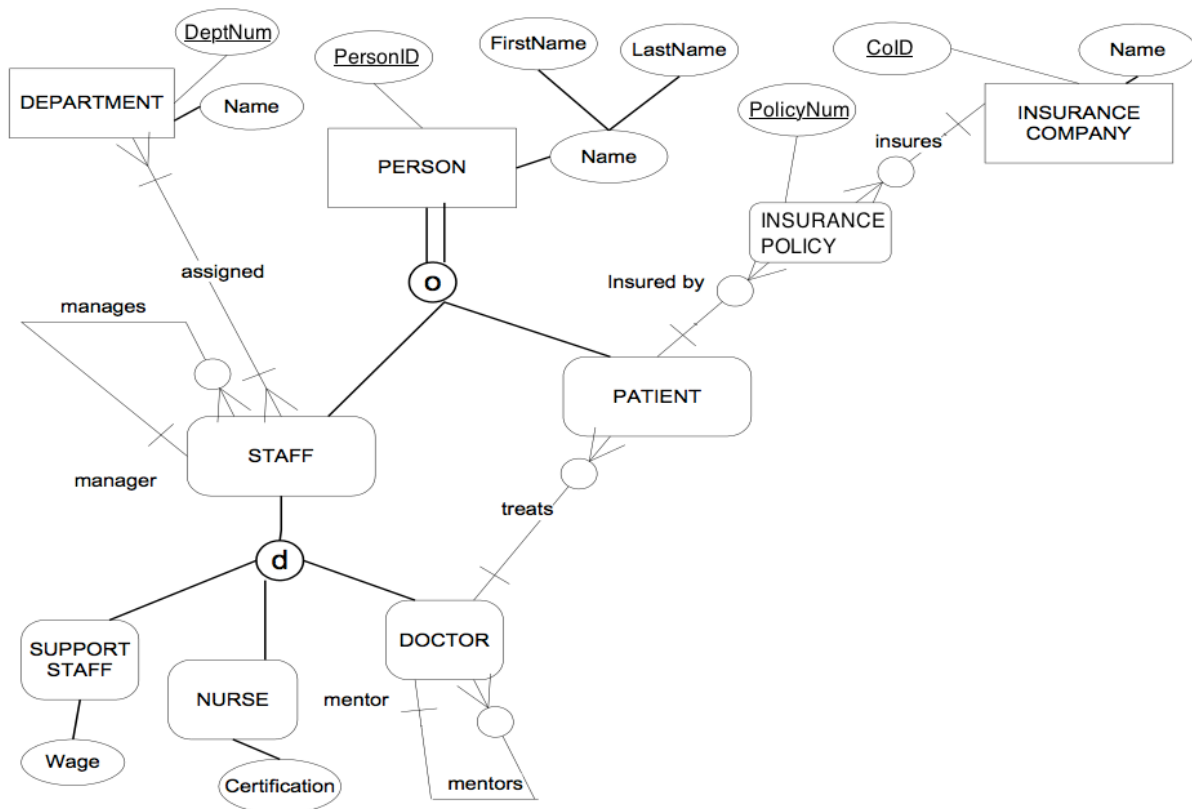 DeptNum
FirstName
LastName
CoID
Name
PersonID
DEPARTMENT
Name
PolicyNum
INSURANCE
COMPANY
insures
PERSON
Name
INSURANCE
POLICY
assigned
o
Insured by
manages
PATIENT
STAFF
manager
treats
d
SUPPORT
STAFF
DOCTOR
NURSE
mentor
Wage
Certification
mentors